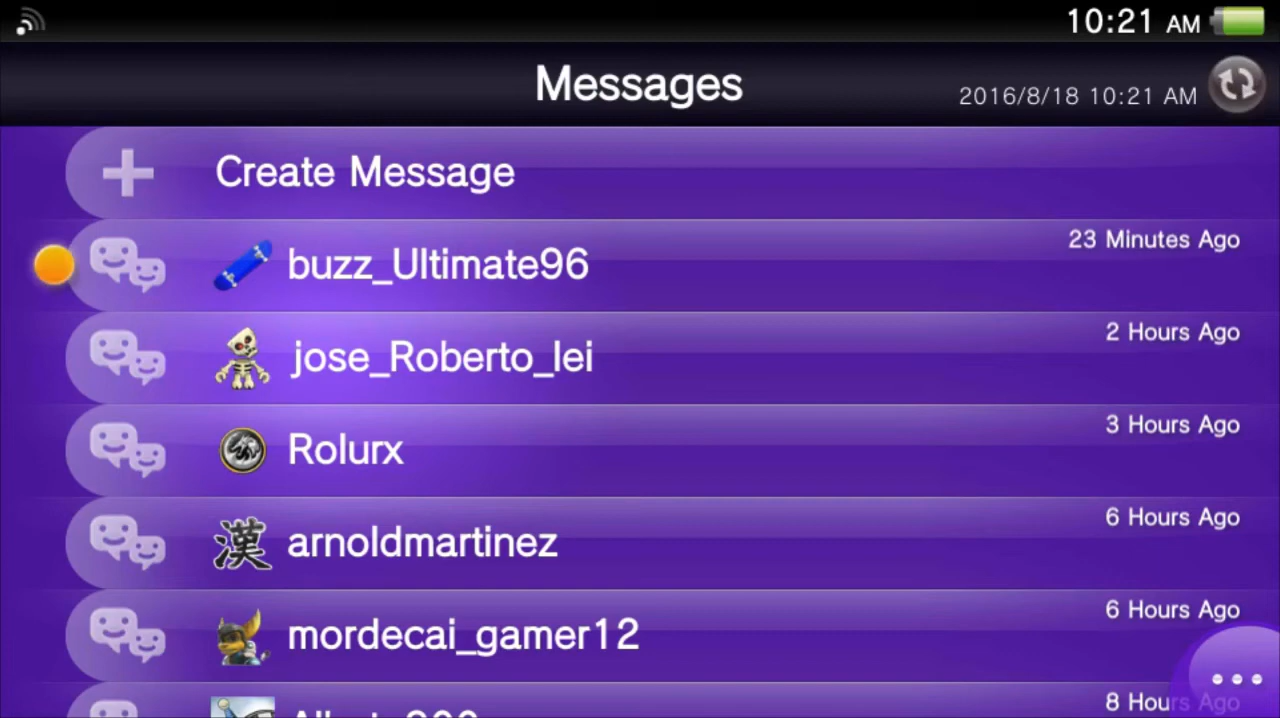 10:21 AM
Messages
2016/8/18 10:21 AM
Create Message
buzz_Ultimate96
23 Minutes Ago
jose_Roberto_lei
2 Hours Ago
Rolurx
3 Hours Ago
漢
arnoldmartinez
6 Hours Ago
mordecai_gamer12
6 Hours Ago
8 Hours Ago